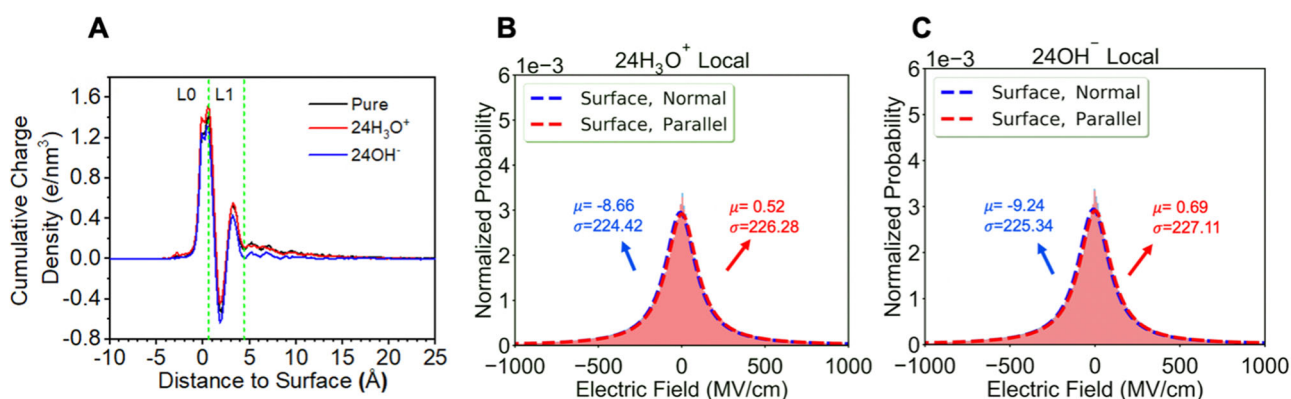 A
Cumulative Charge
Density (e/nm³)
1.6
1.2
0.8
0.4
0.0
-0.4
-0.8
L0
L1
Pure
24H₃O⁺
24OH⁻
-10
-5
0
5
10
15
20
25
Distance to Surface (Å)
B
24H₃O⁺ Local
1e−3
Normalized Probability
6
5
4
3
2
1
0
Surface, Normal
Surface, Parallel
μ= -8.66
σ=224.42
μ= 0.52
σ=226.28
−1000
−500
0
500
1000
Electric Field (MV/cm)
C
24OH⁻ Local
1e−3
Normalized Probability
6
5
4
3
2
1
0
Surface, Normal
Surface, Parallel
μ= -9.24
σ=225.34
μ= 0.69
σ=227.11
−1000
−500
0
500
1000
Electric Field (MV/cm)